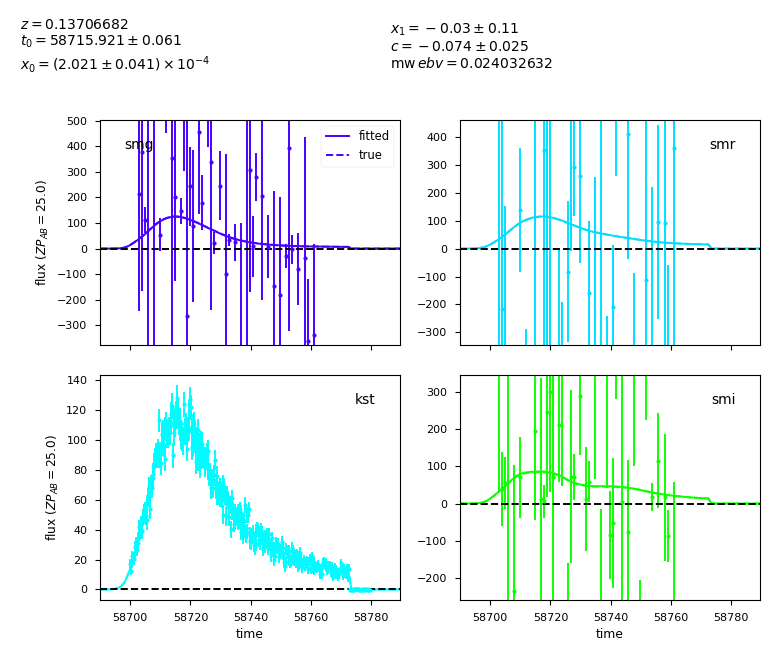 z = 0.13706682
t₀ = 58715.921 ± 0.061
x₀ = (2.021 ± 0.041) × 10⁻⁴
x₁ = −0.03 ± 0.11
c = −0.074 ± 0.025
mw ebv = 0.024032632
500
400
300
200
100
0
−100
−200
−300
flux (ZP_AB = 25.0)
smg
fitted
true
400
300
200
100
0
−100
−200
−300
smr
140
120
100
80
60
40
20
0
flux (ZP_AB = 25.0)
kst
58700 58720 58740 58760 58780
time
300
200
100
0
−100
−200
smi
58700 58720 58740 58760 58780
time